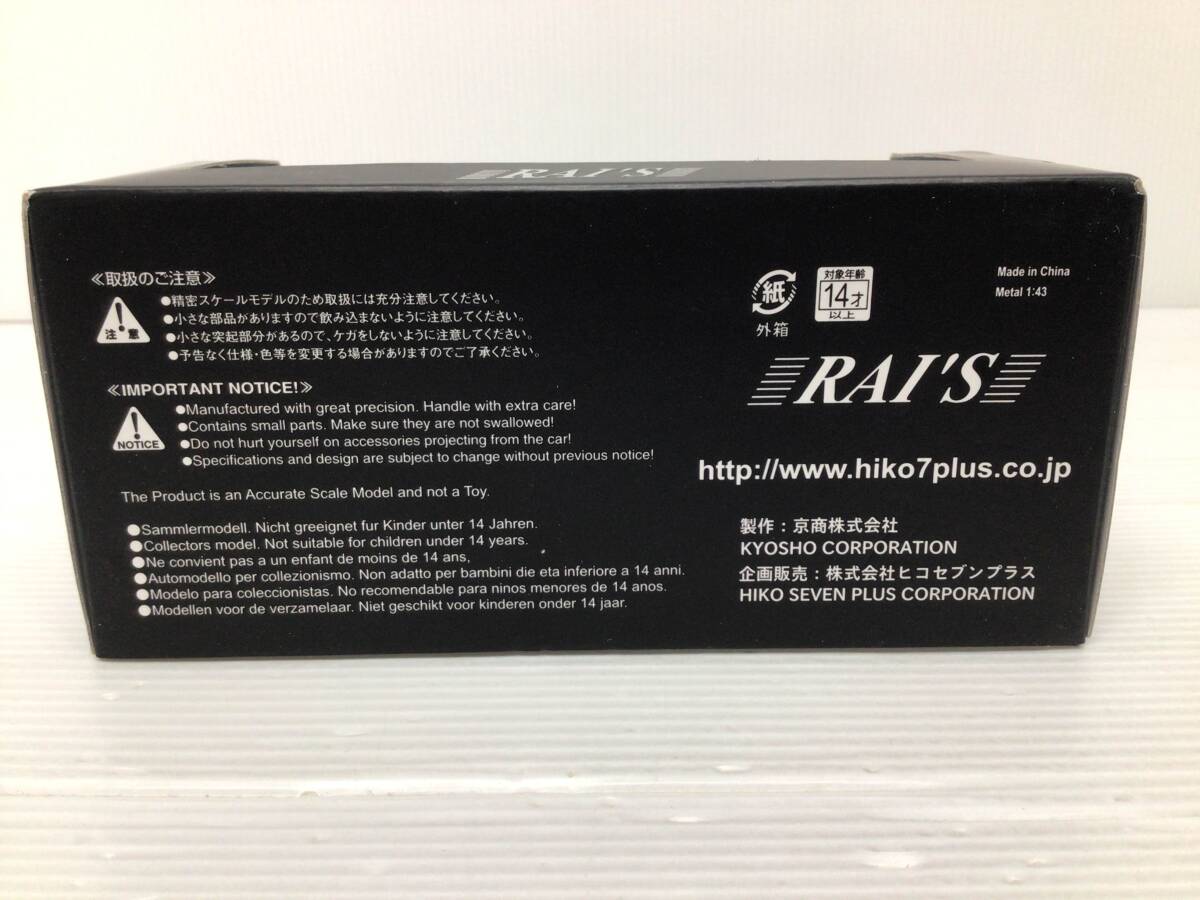 RAI'S
≪取扱のご注意≫
注意
●精密スケールモデルのため取扱には充分注意してください。
●小さな部品がありますので飲み込まないように注意してください。
●小さな突起部分があるので、ケガをしないように注意してください。
●予告なく仕様・色等を変更する場合がありますのでご了承ください。
≪IMPORTANT NOTICE!≫
NOTICE
●Manufactured with great precision. Handle with extra care!
●Contains small parts. Make sure they are not swallowed!
●Do not hurt yourself on accessories projecting from the car!
●Specifications and design are subject to change without previous notice!
The Product is an Accurate Scale Model and not a Toy.
●Sammlermodell. Nicht greeignet fur Kinder unter 14 Jahren.
●Collectors model. Not suitable for children under 14 years.
●Ne convient pas a un enfant de moins de 14 ans,
●Automodello per collezionismo. Non adatto per bambini die eta inferiore a 14 anni.
●Modelo para coleccionistas. No recomendable para ninos menores de 14 anos.
●Modellen voor de verzamelaar. Niet geschikt voor kinderen onder 14 jaar.
紙
外箱
対象年齢
14才
以上
Made in China
Metal 1:43
RAI'S
http://www.hiko7plus.co.jp
製作：京商株式会社
KYOSHO CORPORATION
企画販売：株式会社ヒコセブンプラス
HIKO SEVEN PLUS CORPORATION